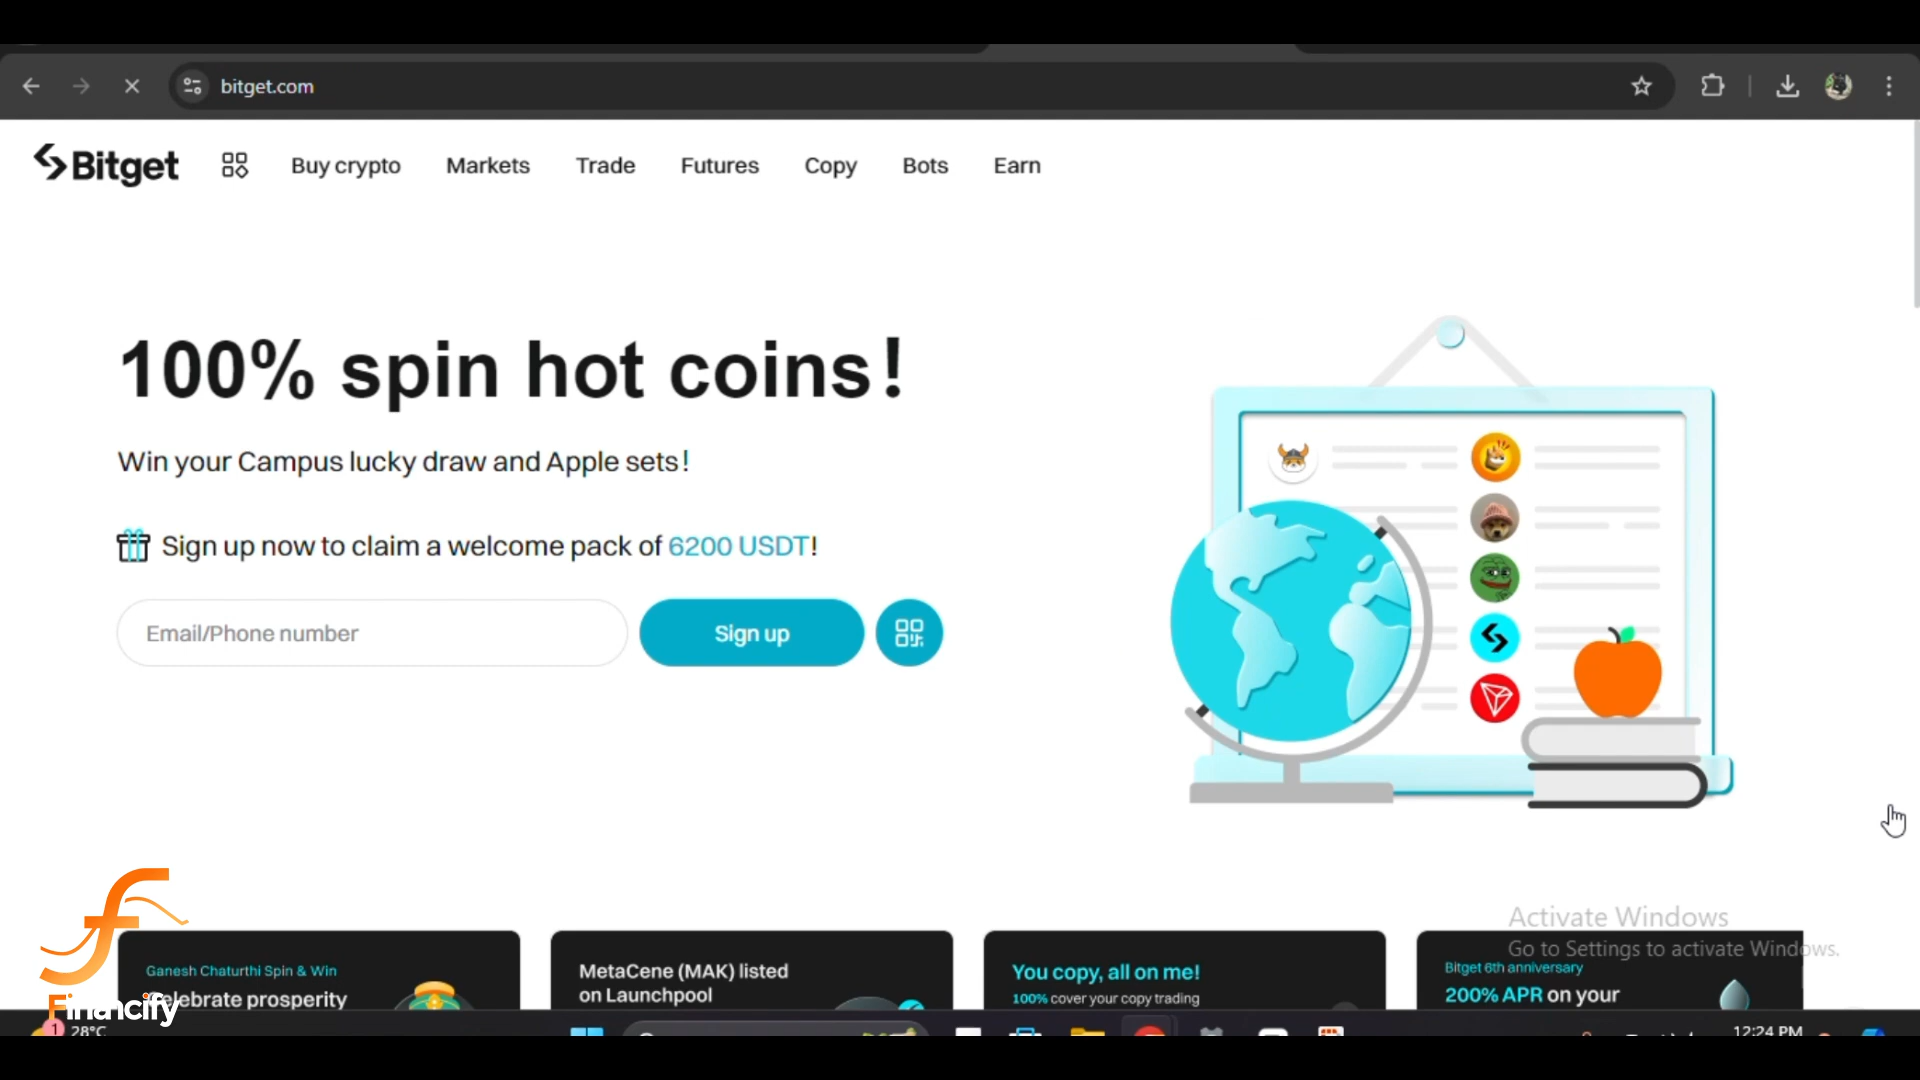 bitget.com
Bitget
Buy crypto
Markets
Trade
Futures
Copy
Bots
Earn
100% spin hot coins!
Win your Campus lucky draw and Apple sets!
Sign up now to claim a welcome pack of 6200 USDT!
Email/Phone number
Sign up
Activate Windows
Go to Settings to activate Windows.
Ganesh Chaturthi Spin & Win
Celebrate prosperity
MetaCene (MAK) listed
on Launchpool
You copy, all on me!
100% cover your copy trading
Bitget 6th anniversary
200% APR on your
Financify
1
28°C
12:24 PM